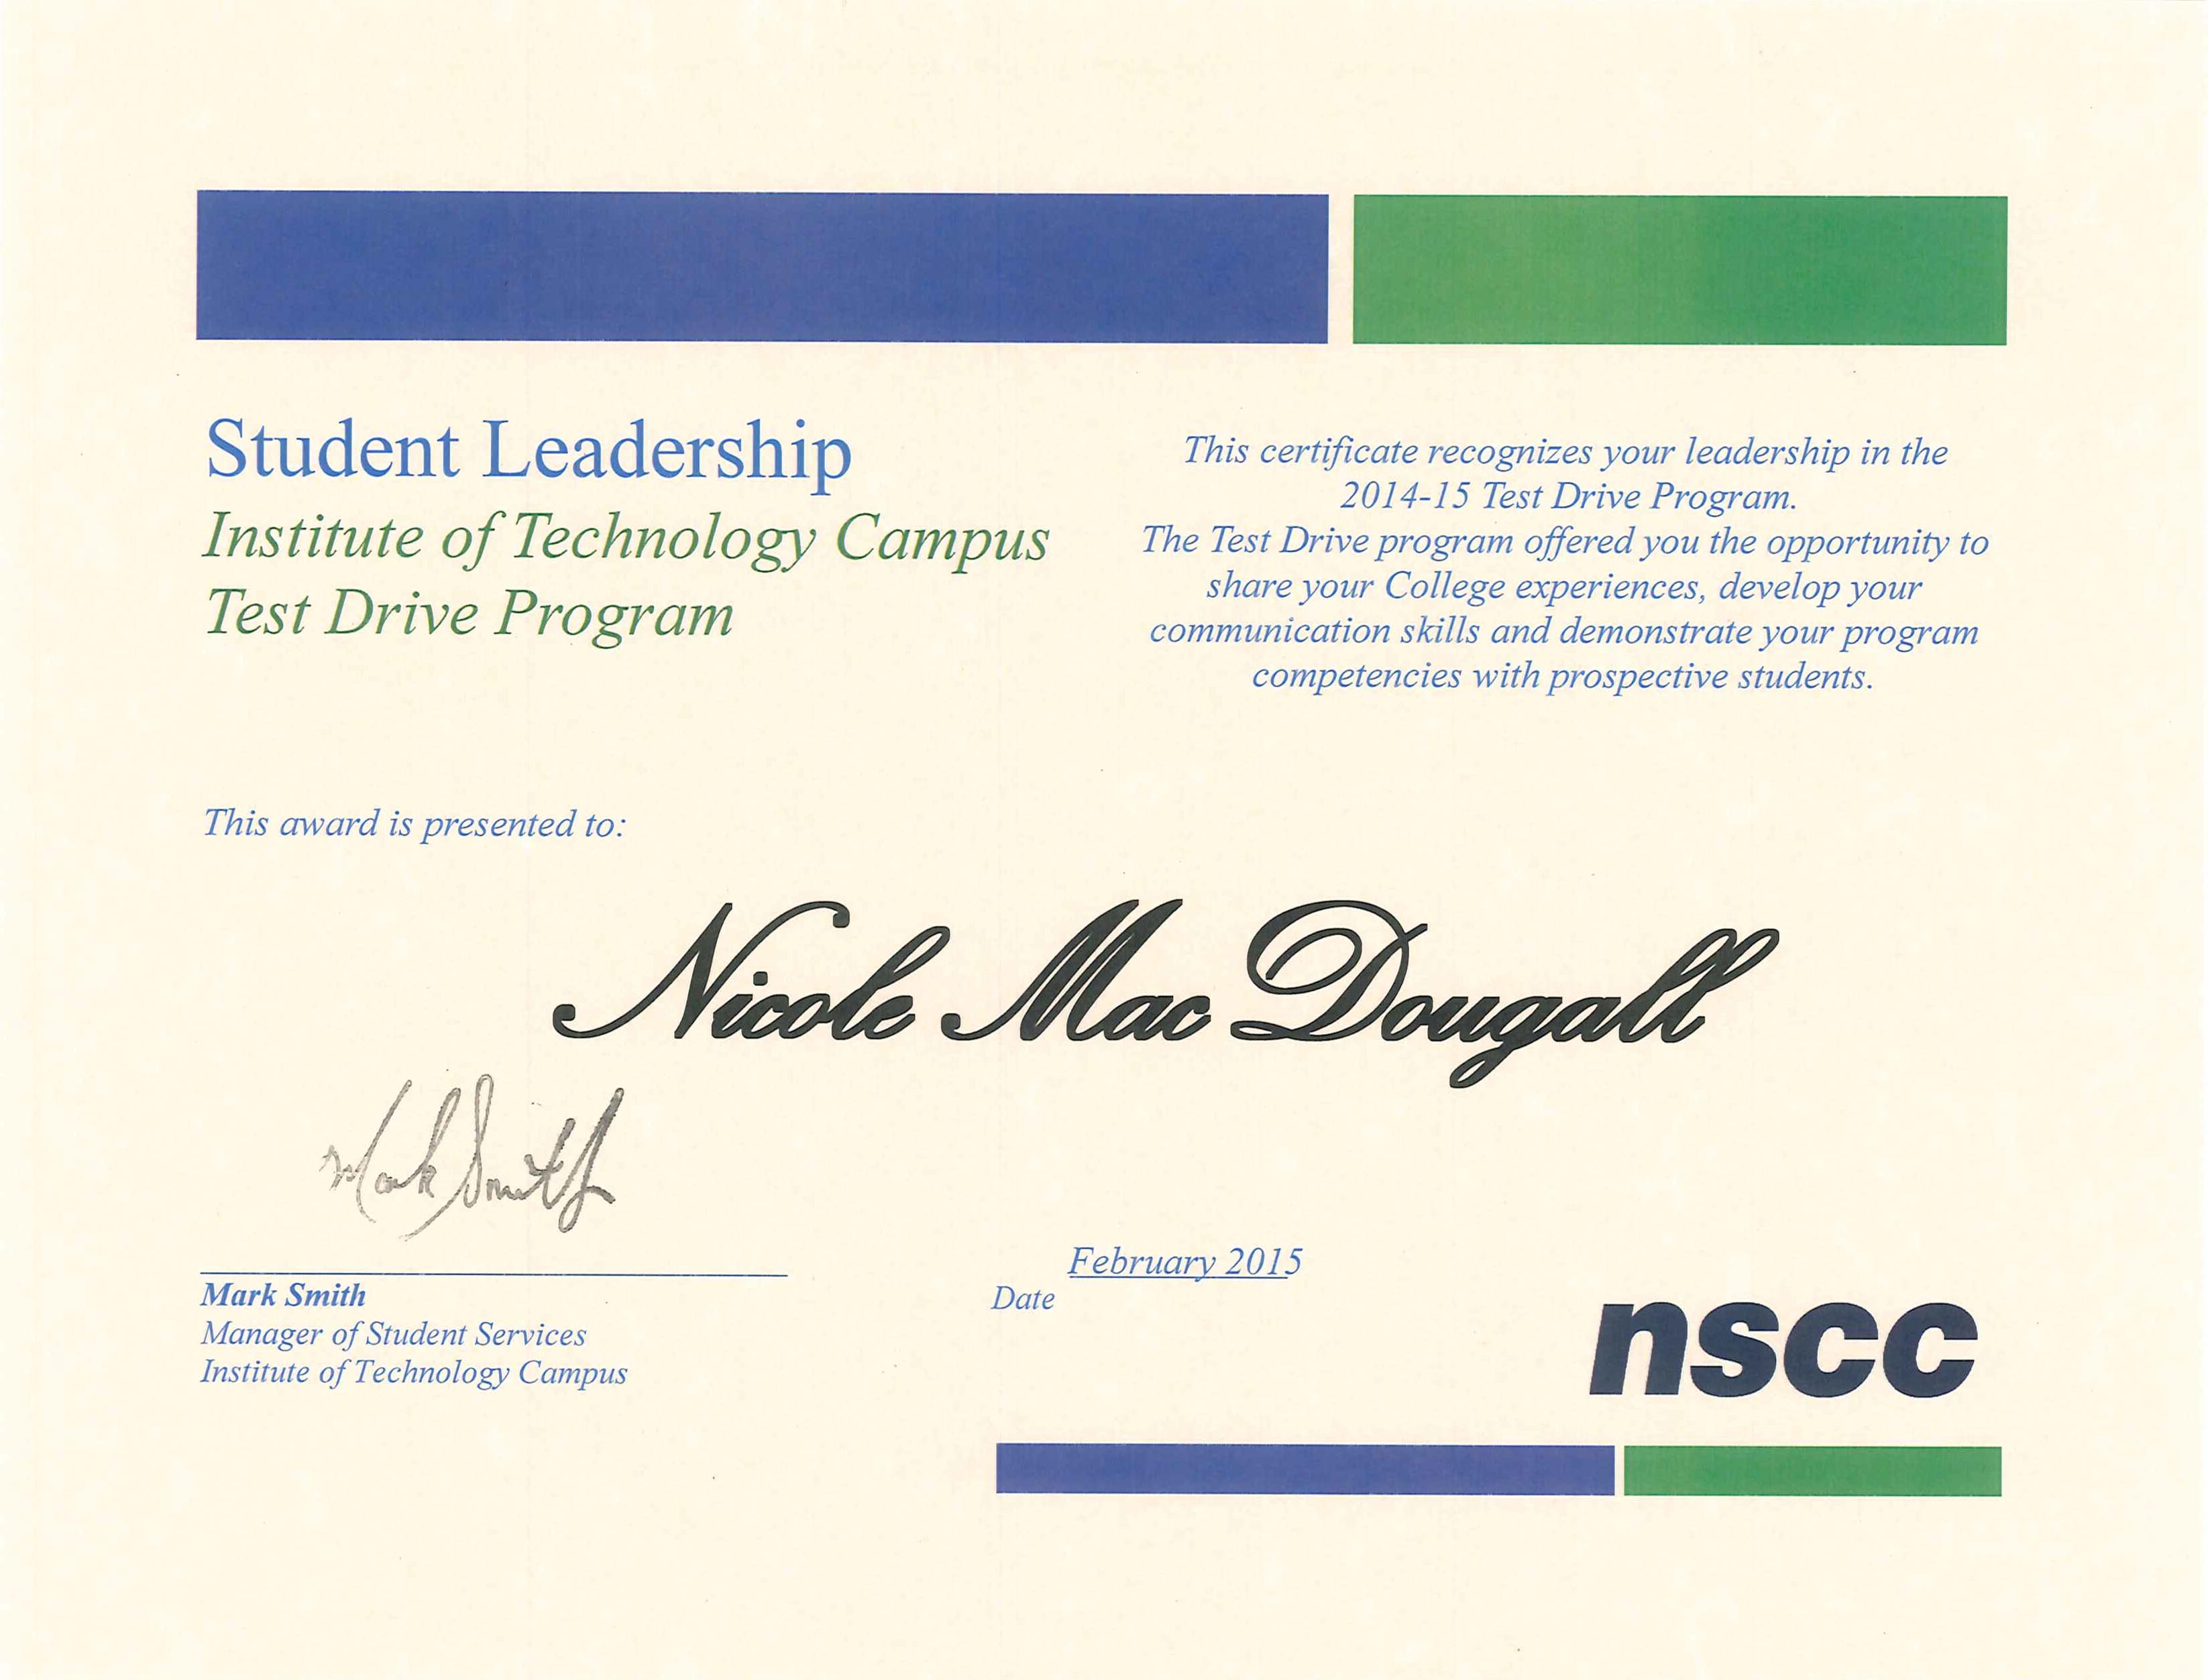 Student Leadership
Institute of Technology Campus
Test Drive Program
This certificate recognizes your leadership in the
2014-15 Test Drive Program.
The Test Drive program offered you the opportunity to
share your College experiences, develop your
communication skills and demonstrate your program
competencies with prospective students.
This award is presented to:
Nicole Mac Dougall
Mark Smith
Mark Smith
Manager of Student Services
Institute of Technology Campus
February 2015
Date
nscc